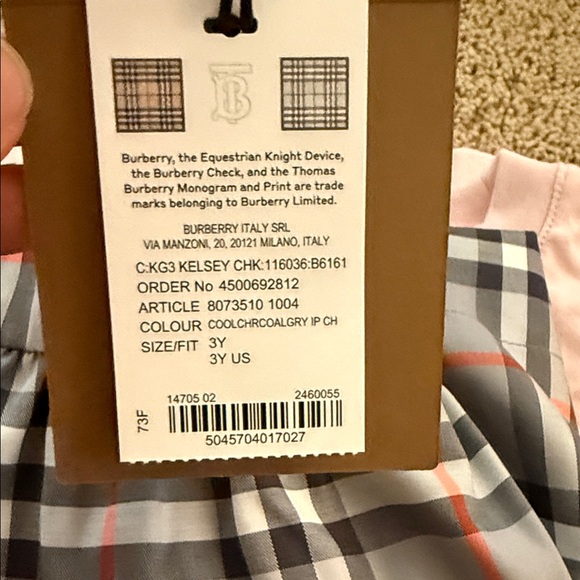 Burberry, the Equestrian Knight Device,
the Burberry Check, and the Thomas
Burberry Monogram and Print are trade
marks belonging to Burberry Limited.
BURBERRY ITALY SRL
VIA MANZONI, 20, 20121 MILANO, ITALY
C:KG3 KELSEY CHK:116036:B6161
ORDER No 4500692812
ARTICLE 8073510 1004
COLOUR COOLCHRCOALGRY IP CH
SIZE/FIT 3Y
3Y US
73F
14705 02 2460055
5045704017027